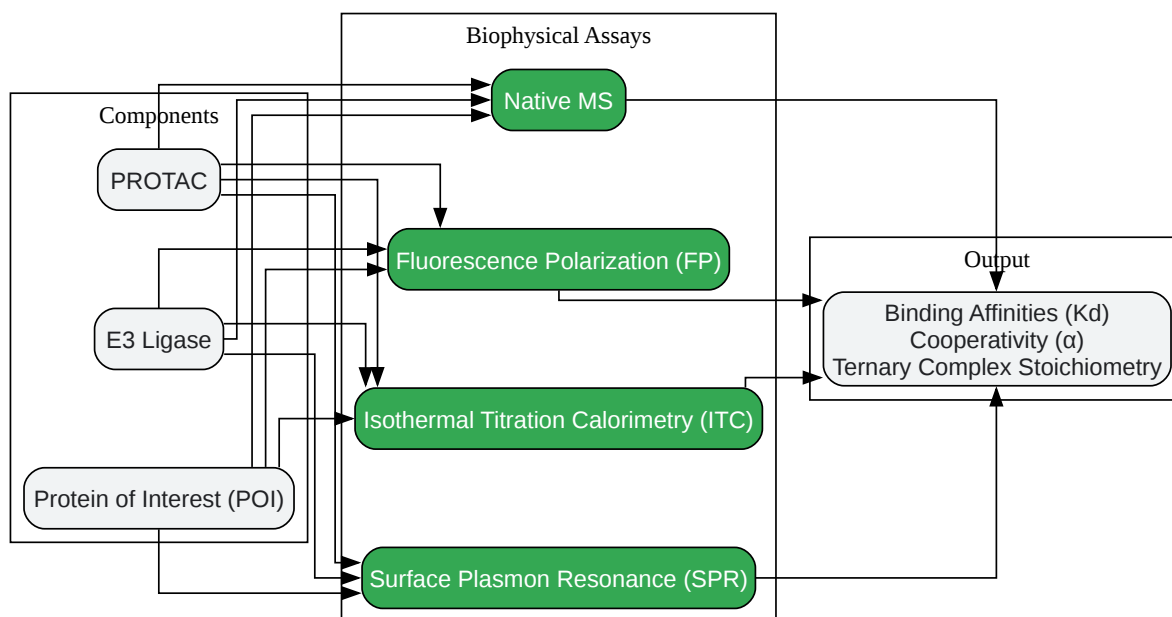 Components
PROTAC
E3 Ligase
Protein of Interest (POI)
Biophysical Assays
Native MS
Fluorescence Polarization (FP)
Isothermal Titration Calorimetry (ITC)
Surface Plasmon Resonance (SPR)
Output
Binding Affinities (Kd)
Cooperativity (α)
Ternary Complex Stoichiometry